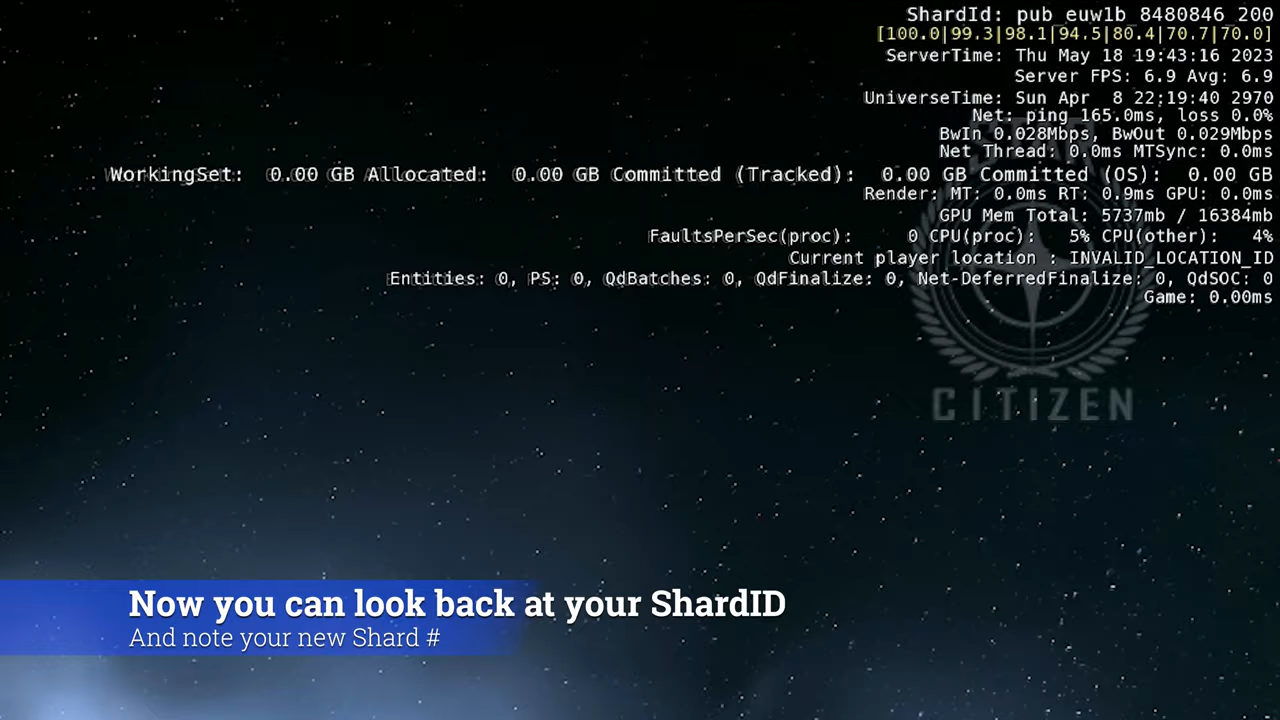 ShardId: pub_euw1b_8480846_200
[100.0|99.3|98.1|94.5|80.4|70.7|70.0]
ServerTime: Thu May 18 19:43:16 2023
Server FPS: 6.9 Avg: 6.9
UniverseTime: Sun Apr  8 22:19:40 2970
Net: ping 165.0ms, loss 0.0%
BwIn 0.028Mbps, BwOut 0.029Mbps
Net Thread: 0.0ms MTSync: 0.0ms
WorkingSet:  0.00 GB Allocated:  0.00 GB Committed (Tracked):  0.00 GB Committed (OS):  0.00 GB
Render: MT: 0.0ms RT: 0.9ms GPU: 0.0ms
GPU Mem Total: 5737mb / 16384mb
FaultsPerSec(proc):     0 CPU(proc):   5% CPU(other):   4%
Current player location : INVALID_LOCATION_ID
Entities: 0, PS: 0, QdBatches: 0, QdFinalize: 0, Net-DeferredFinalize: 0, QdSOC: 0
Game: 0.00ms
STAR
CITIZEN
Now you can look back at your ShardID
And note your new Shard #